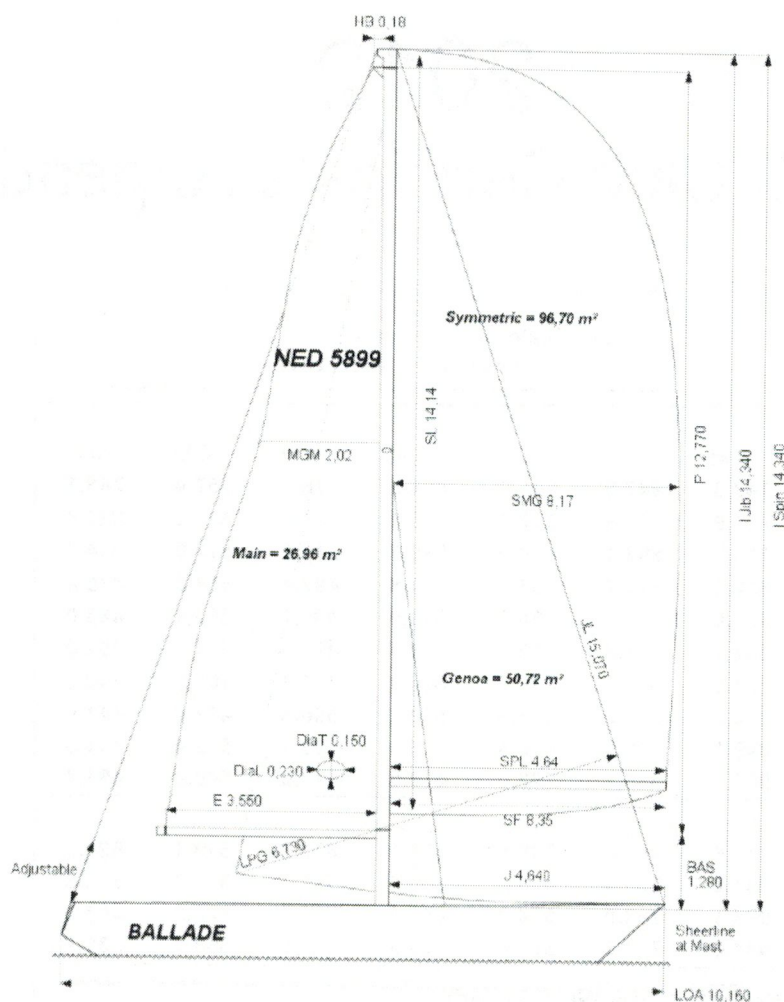 HB 0,18
Symmetric = 96,70 m²
NED 5899
SL 14,14
P 12,770
I Jib 14,340
I Spin 14,340
MGM 2,02
SMG 8,17
Main = 26,96 m²
JL 15,070
Genoa = 50,72 m²
DiaT 0,150
SPL 4,64
DiaL 0,230
E 3,550
SF 8,35
LPG 6,730
Adjustable
J 4,640
BAS
1,280
BALLADE
Sheerline
at Mast
LOA 10,160